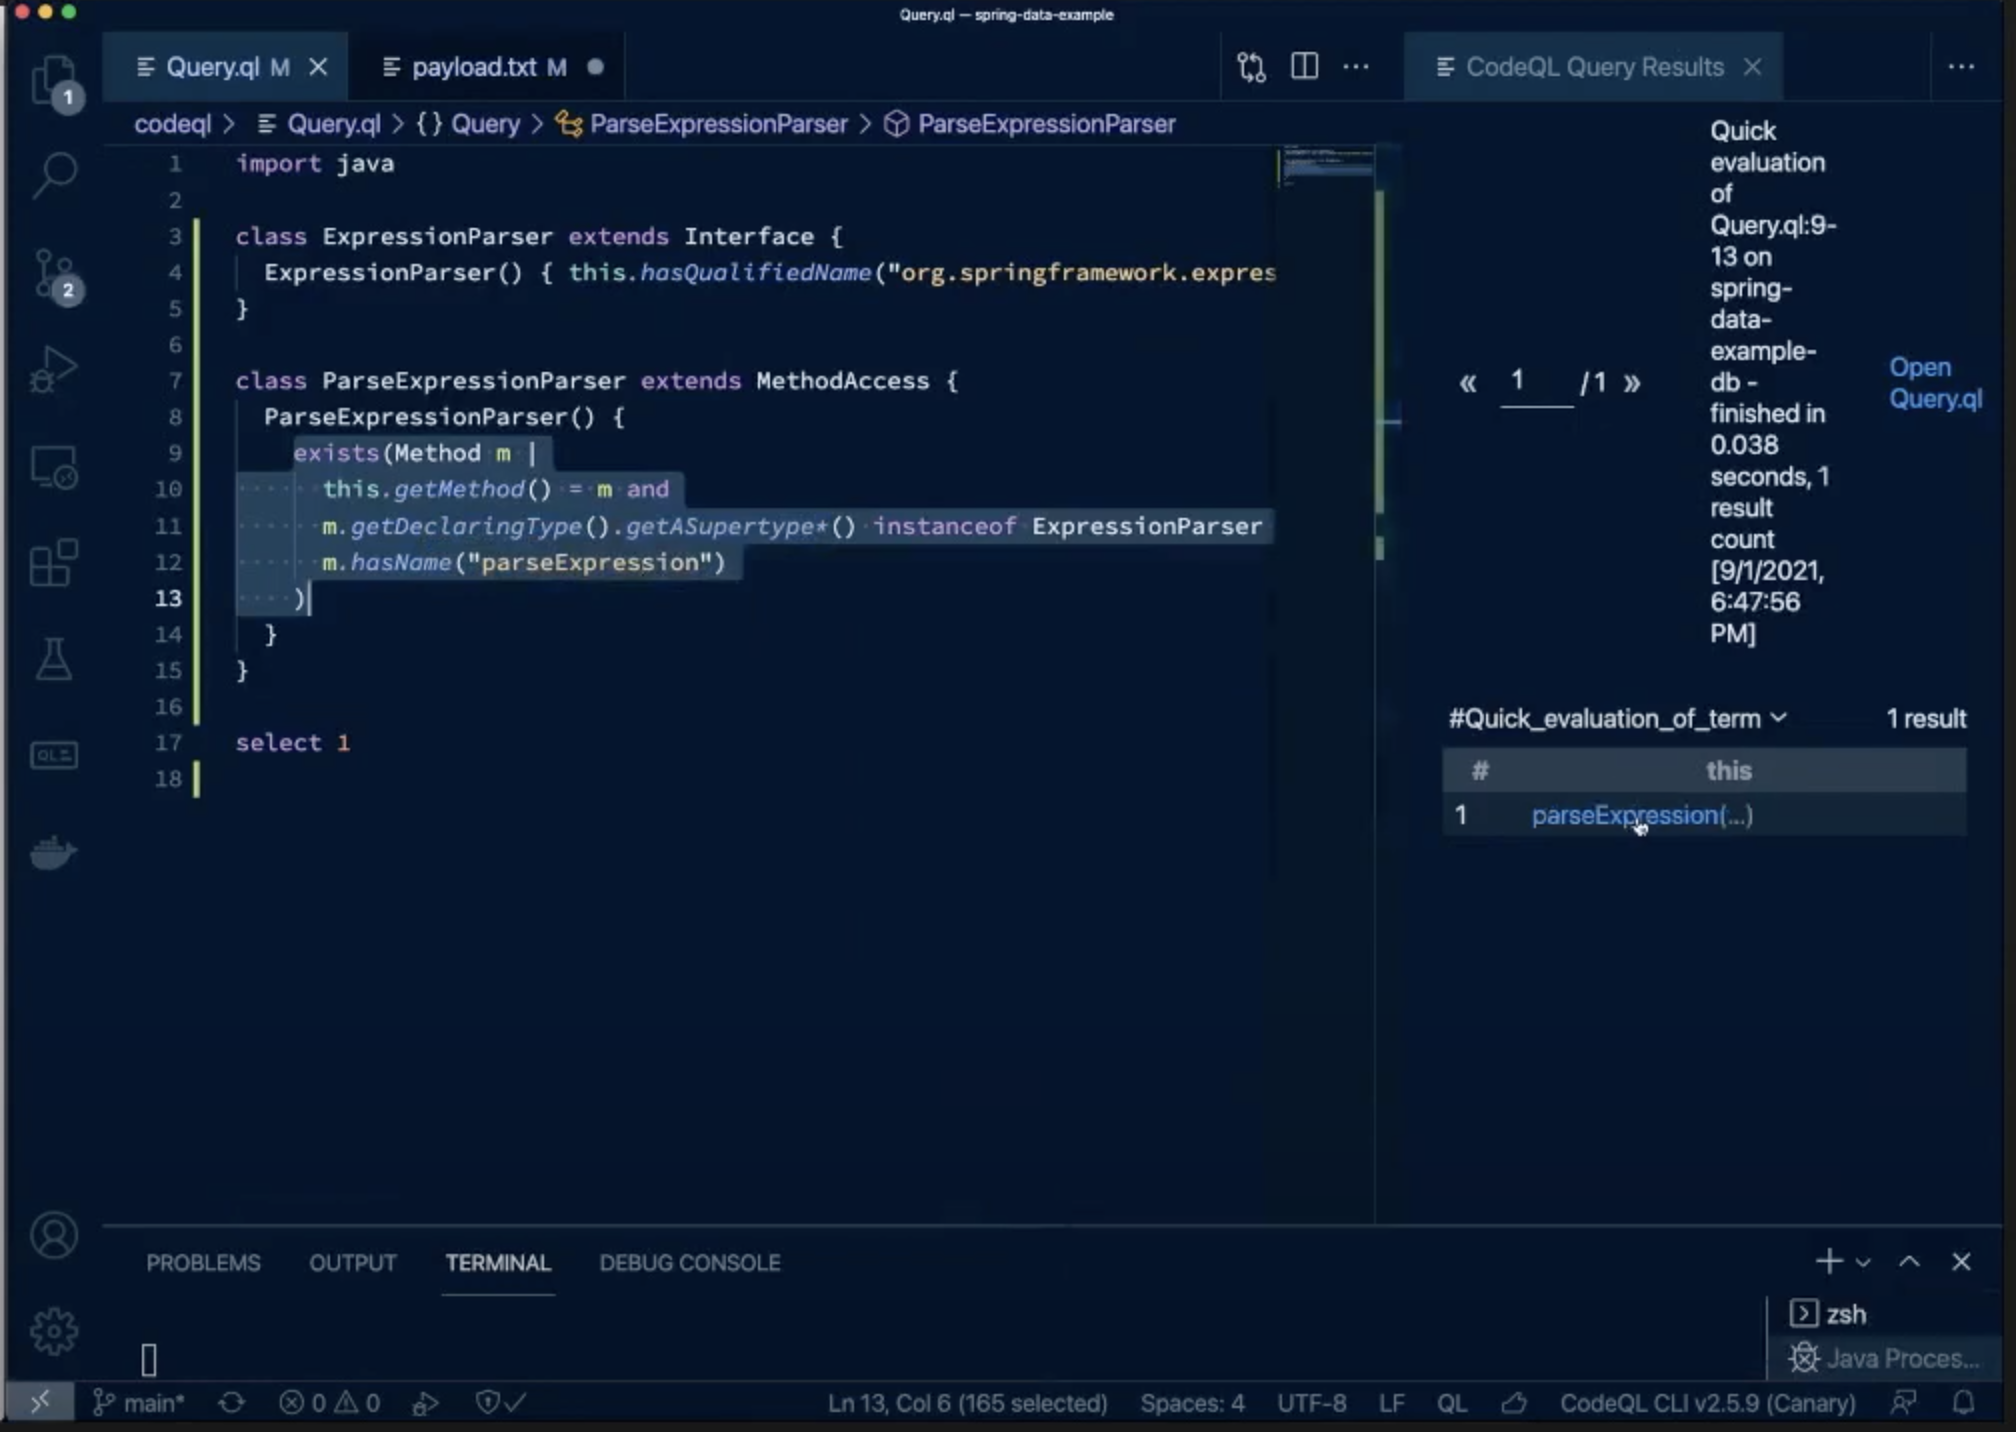 Query.ql — spring-data-example
Query.ql M
payload.txt M
CodeQL Query Results
1
codeql > Query.ql > {} Query > ParseExpressionParser > ParseExpressionParser
1 import java
2
3 class ExpressionParser extends Interface {
4 ExpressionParser() { this.hasQualifiedName("org.springframework.expres
5 }
6
7 class ParseExpressionParser extends MethodAccess {
8 ParseExpressionParser() {
9 exists(Method m |
10 this.getMethod() = m and
11 m.getDeclaringType().getASupertype*() instanceof ExpressionParser
12 m.hasName("parseExpression")
13 )
14 }
15 }
16
17 select 1
18
2
QL
« 1 / 1 »
Quick
evaluation
of
Query.ql:9-
13 on
spring-
data-
example-
db -
finished in
0.038
seconds, 1
result
count
[9/1/2021,
6:47:56
PM]
Open
Query.ql
#Quick_evaluation_of_term 1 result
# this
1 parseExpression(...)
PROBLEMS OUTPUT TERMINAL DEBUG CONSOLE
zsh
Java Proces...
main* 0 0 Ln 13, Col 6 (165 selected) Spaces: 4 UTF-8 LF QL CodeQL CLI v2.5.9 (Canary)